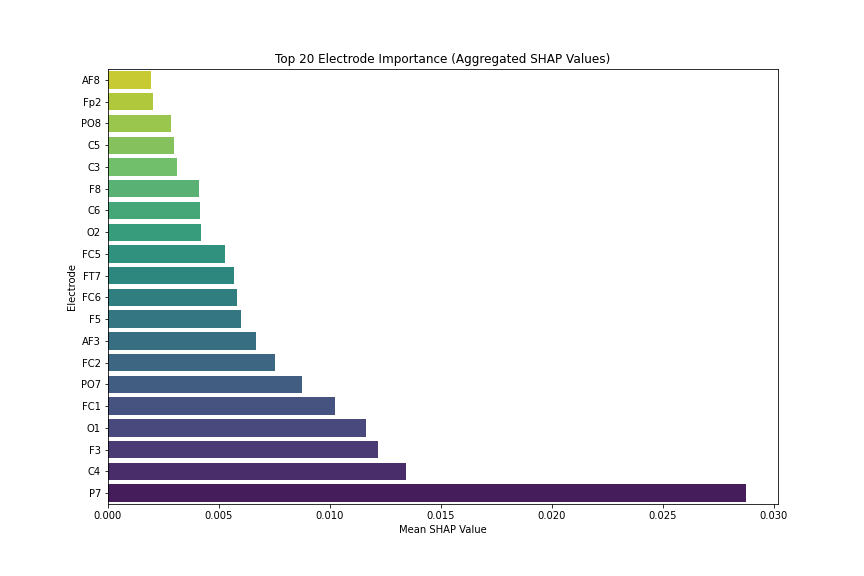 Top 20 Electrode Importance (Aggregated SHAP Values)
Electrode
AF8
Fp2
PO8
C5
C3
F8
C6
O2
FC5
FT7
FC6
F5
AF3
FC2
PO7
FC1
O1
F3
C4
P7
0.000 0.005 0.010 0.015 0.020 0.025 0.030
Mean SHAP Value